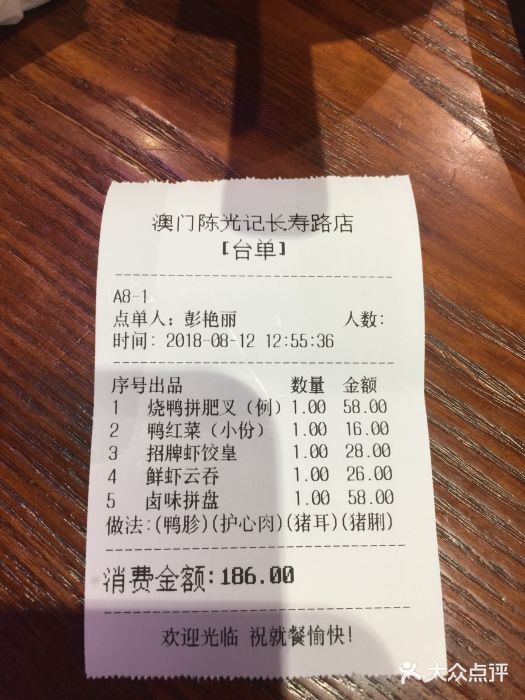 澳门陈光记长寿路店
[台单]
A8-1
点单人: 彭艳丽 人数:
时间: 2018-08-12 12:55:36
序号出品 数量 金额
1 烧鸭拼肥叉（例） 1.00 58.00
2 鸭红菜（小份） 1.00 16.00
3 招牌虾饺皇 1.00 28.00
4 鲜虾云吞 1.00 26.00
5 卤味拼盘 1.00 58.00
做法:(鸭胗)(护心肉)(猪耳)(猪脷)
消费金额:186.00
欢迎光临 祝就餐愉快!
大众点评